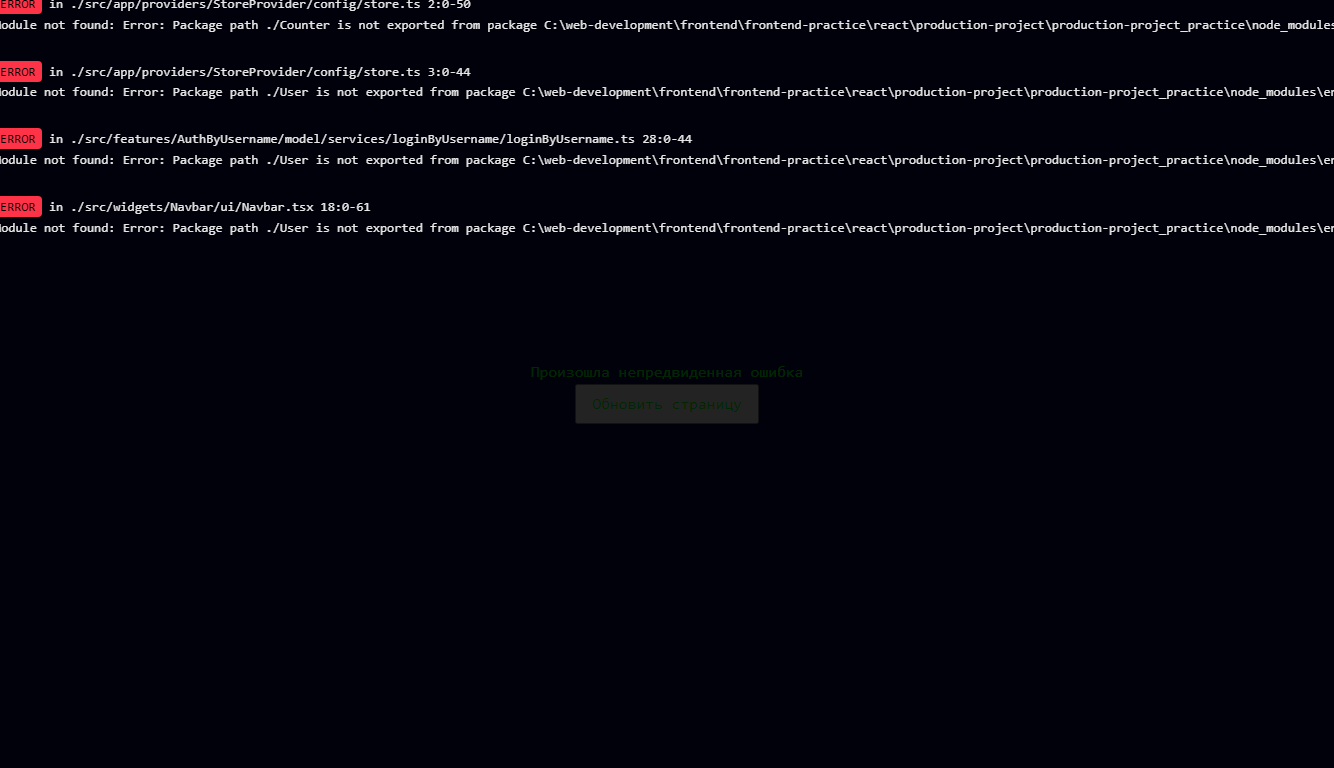 ERROR in ./src/app/providers/StoreProvider/config/store.ts 2:0-50
Module not found: Error: Package path ./Counter is not exported from package C:\web-development\frontend\frontend-practice\react\production-project\production-project_practice\node_modules
ERROR in ./src/app/providers/StoreProvider/config/store.ts 3:0-44
Module not found: Error: Package path ./User is not exported from package C:\web-development\frontend\frontend-practice\react\production-project\production-project_practice\node_modules\en
ERROR in ./src/features/AuthByUsername/model/services/loginByUsername/loginByUsername.ts 28:0-44
Module not found: Error: Package path ./User is not exported from package C:\web-development\frontend\frontend-practice\react\production-project\production-project_practice\node_modules\en
ERROR in ./src/widgets/Navbar/ui/Navbar.tsx 18:0-61
Module not found: Error: Package path ./User is not exported from package C:\web-development\frontend\frontend-practice\react\production-project\production-project_practice\node_modules\en
Произошла непредвиденная ошибка
Обновить страницу